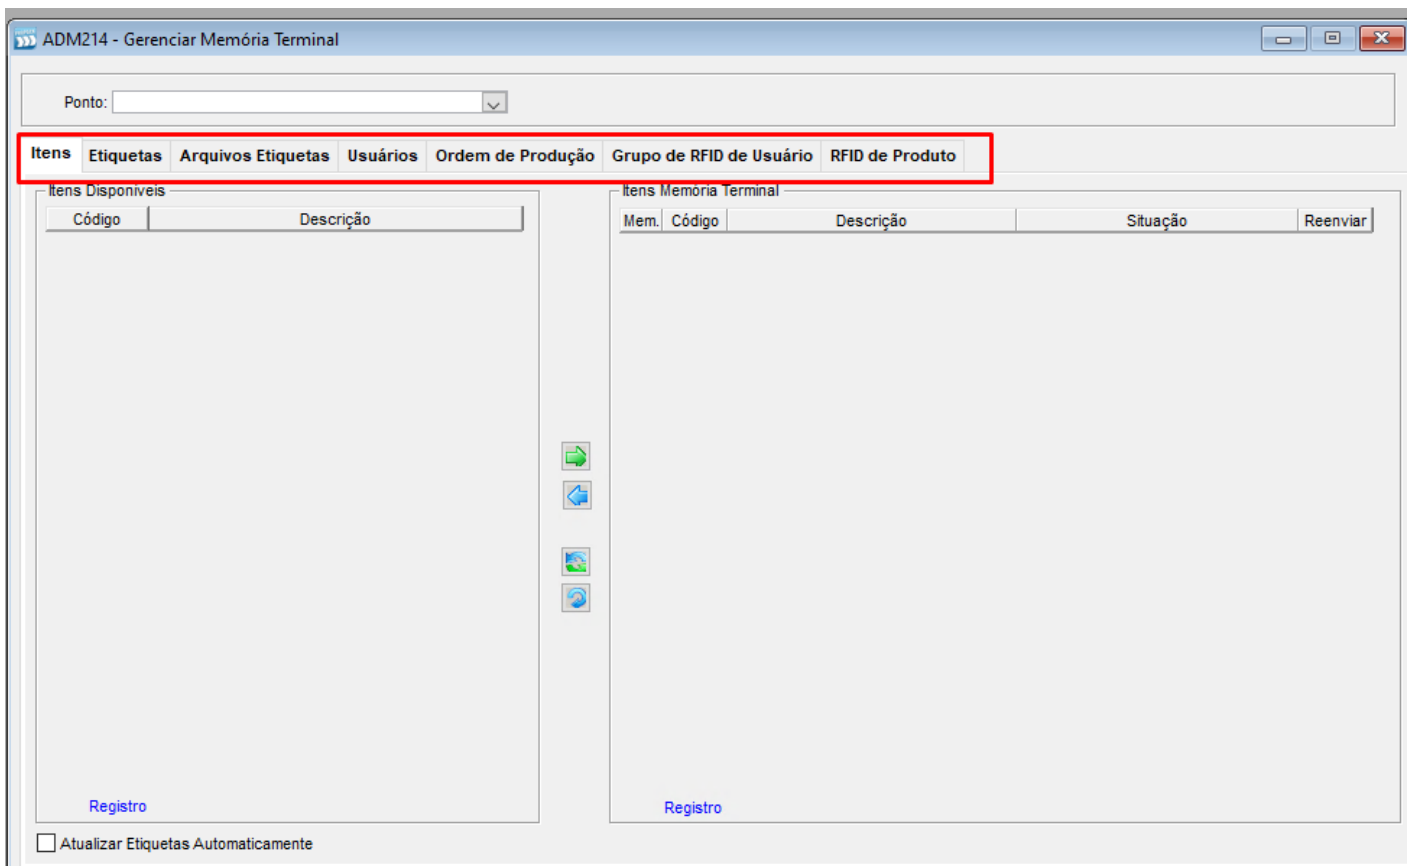 ADM214 - Gerenciar Memória Terminal
Ponto:
Itens Etiquetas Arquivos Etiquetas Usuários Ordem de Produção Grupo de RFID de Usuário RFID de Produto
Itens Disponíveis
Código Descrição
Registro
Itens Memória Terminal
Mem. Código Descrição Situação Reenviar
Registro
Atualizar Etiquetas Automaticamente